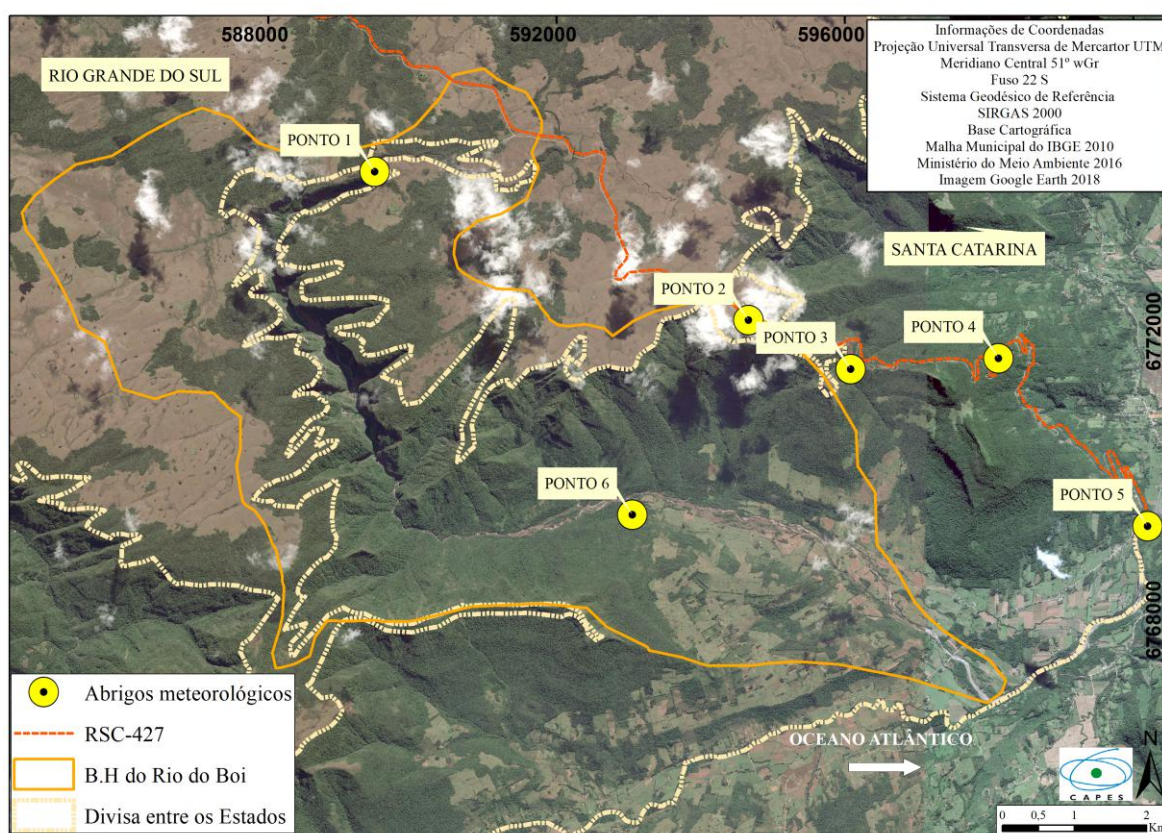 588000
592000
596000
Informações de Coordenadas
Projeção Universal Transversa de Mercartor UTM
Meridiano Central 51º wGr
Fuso 22 S
Sistema Geodésico de Referência
SIRGAS 2000
Base Cartográfica
Malha Municipal do IBGE 2010
Ministério do Meio Ambiente 2016
Imagem Google Earth 2018
RIO GRANDE DO SUL
PONTO 1
SANTA CATARINA
PONTO 2
PONTO 3
PONTO 4
6772000
PONTO 6
PONTO 5
6768000
Abrigos meteorológicos
RSC-427
B.H do Rio do Boi
Divisa entre os Estados
OCEANO ATLÂNTICO
N
CAPES
0 0,5 1 2
Km